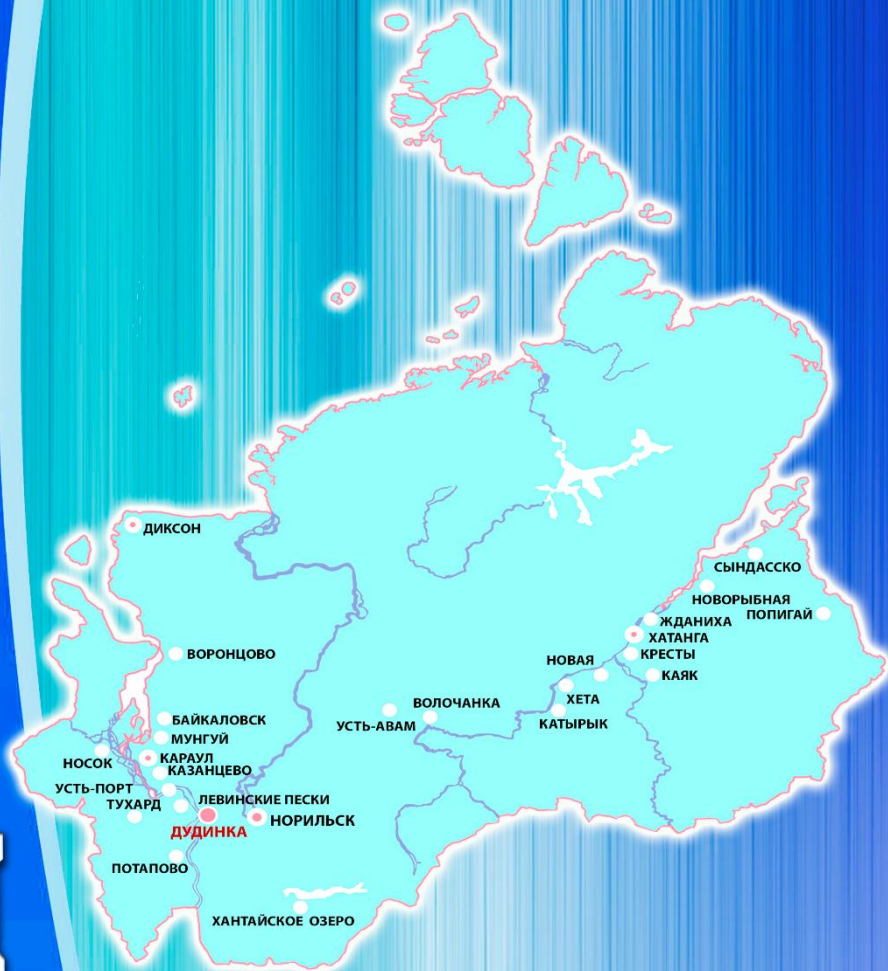 ДИКСОН
СЫНДАССКО
НОВОРЫБНАЯ
ПОПИГАЙ
ЖДАНИХА
ХАТАНГА
КРЕСТЫ
ВОРОНЦОВО
НОВАЯ
КАЯК
ХЕТА
ВОЛОЧАНКА
КАТЫРЫК
УСТЬ-АВАМ
БАЙКАЛОВСК
МУНГУЙ
КАРАУЛ
НОСОК
КАЗАНЦЕВО
УСТЬ-ПОРТ
ЛЕВИНСКИЕ ПЕСКИ
ТУХАРД
НОРИЛЬСК
ДУДИНКА
ПОТАПОВО
ХАНТАЙСКОЕ ОЗЕРО